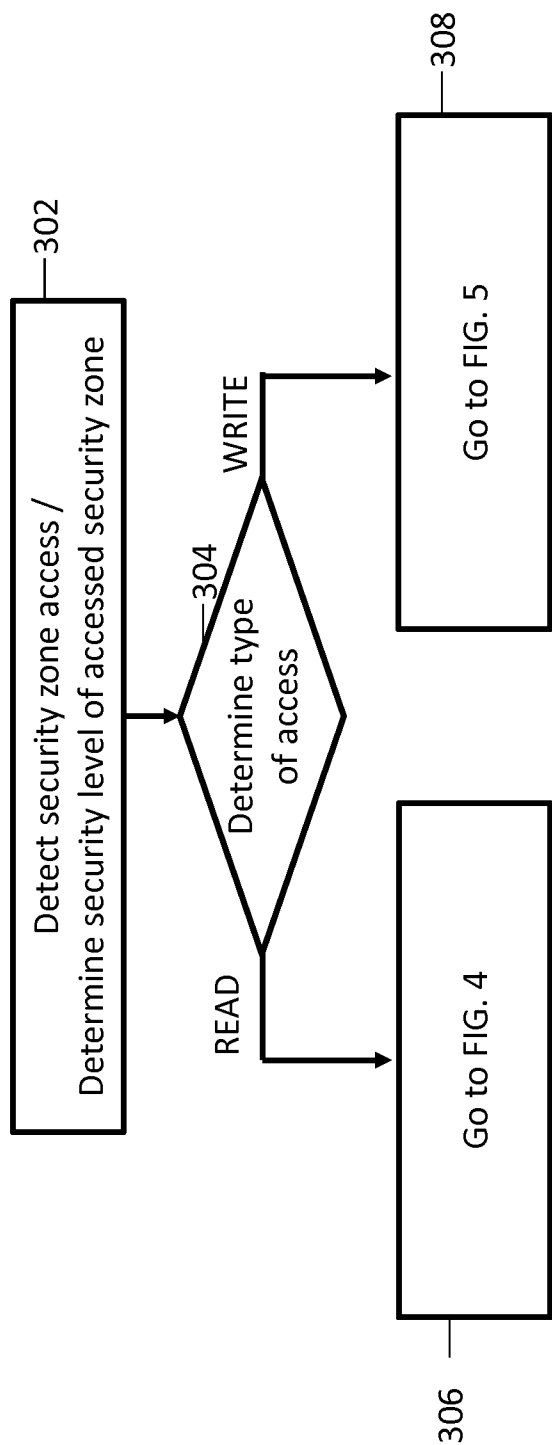 302
Detect security zone access /
Determine security level of accessed security zone
304
Determine type
of access
READ
WRITE
306
Go to FIG. 4
308
Go to FIG. 5